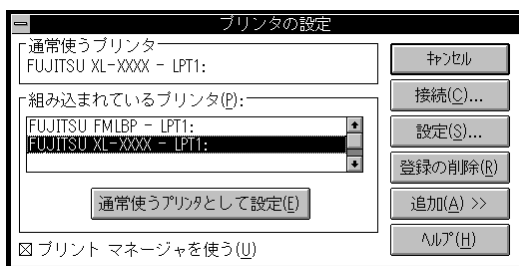 プリンタの設定
通常使うプリンタ
FUJITSU XL-XXXX - LPT1:
組み込まれているプリンタ(P):
FUJITSU FMLBP - LPT1:
FUJITSU XL-XXXX - LPT1:
通常使うプリンタとして設定(E)
プリント マネージャを使う(U)
キャンセル
接続(C)...
設定(S)...
登録の削除(R)
追加(A) >>
ヘルプ(H)